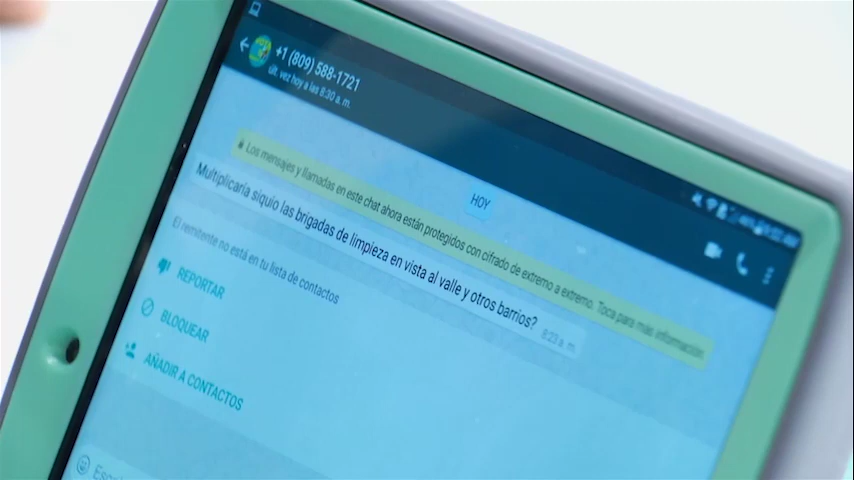 +1 (809) 588-1721
últ. vez hoy a las 8:30 a. m.
HOY
Los mensajes y llamadas en este chat ahora están protegidos con cifrado de extremo a extremo. Toca para más información.
Multiplicaría siquio las brigadas de limpieza en vista al valle y otros barrios?
8:23 a. m.
El remitente no está en tu lista de contactos
REPORTAR
BLOQUEAR
AÑADIR A CONTACTOS